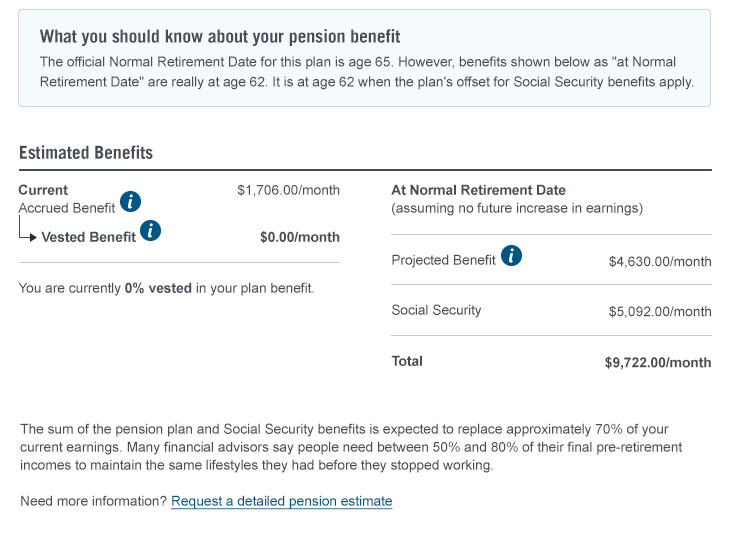 What you should know about your pension benefit
The official Normal Retirement Date for this plan is age 65. However, benefits shown below as "at Normal
Retirement Date" are really at age 62. It is at age 62 when the plan's offset for Social Security benefits apply.
Estimated Benefits
Current $1,706.00/month
Accrued Benefit i
Vested Benefit i $0.00/month
You are currently 0% vested in your plan benefit.
At Normal Retirement Date
(assuming no future increase in earnings)
Projected Benefit i $4,630.00/month
Social Security $5,092.00/month
Total $9,722.00/month
The sum of the pension plan and Social Security benefits is expected to replace approximately 70% of your
current earnings. Many financial advisors say people need between 50% and 80% of their final pre-retirement
incomes to maintain the same lifestyles they had before they stopped working.
Need more information? Request a detailed pension estimate